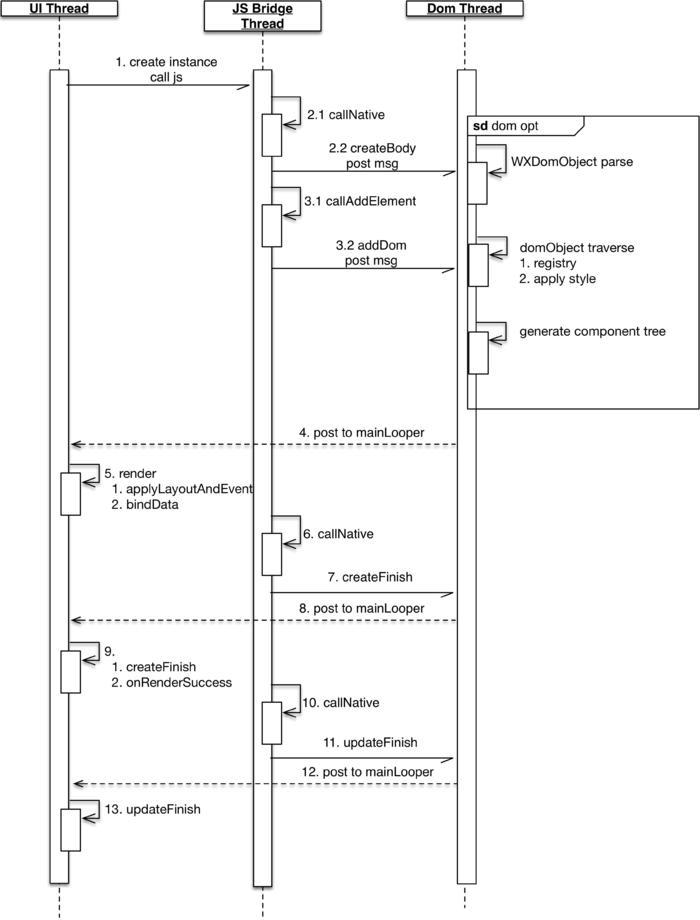 UI Thread
JS Bridge
Thread
Dom Thread
1. create instance
call js
2.1 callNative
sd dom opt
2.2 createBody
post msg
WXDomObject parse
3.1 callAddElement
3.2 addDom
post msg
domObject traverse
1. registry
2. apply style
generate component tree
4. post to mainLooper
5. render
1. applyLayoutAndEvent
2. bindData
6. callNative
7. createFinish
8. post to mainLooper
9.
1. createFinish
2. onRenderSuccess
10. callNative
11. updateFinish
12. post to mainLooper
13. updateFinish